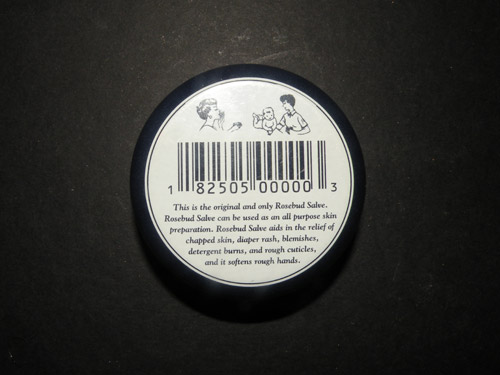 1 82505 00000 3
This is the original and only Rosebud Salve.
Rosebud Salve can be used as an all purpose skin
preparation. Rosebud Salve aids in the relief of
chapped skin, diaper rash, blemishes,
detergent burns, and rough cuticles,
and it softens rough hands.